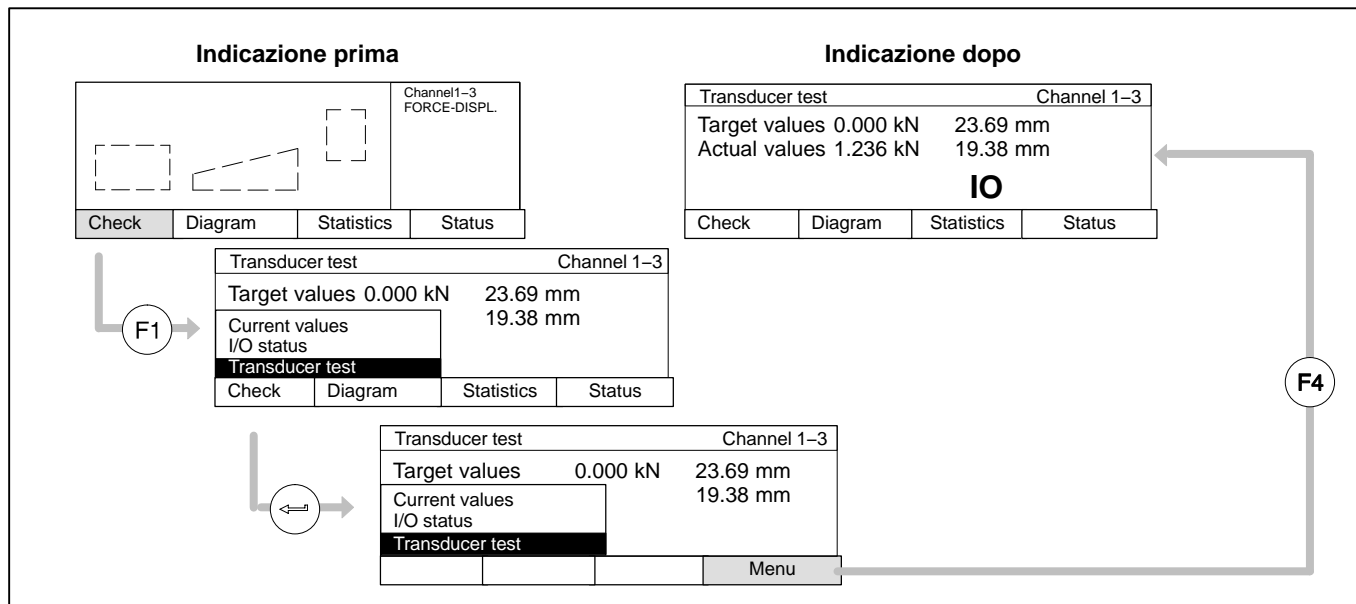 Indicazione prima
Channel1–3
FORCE-DISPL.
Check Diagram Statistics Status
F1
Transducer test Channel 1–3
Target values 0.000 kN 23.69 mm
19.38 mm
Current values
I/O status
Transducer test
Check Diagram Statistics Status
Transducer test Channel 1–3
Target values 0.000 kN 23.69 mm
19.38 mm
Current values
I/O status
Transducer test
Menu
Indicazione dopo
Transducer test Channel 1–3
Target values 0.000 kN 23.69 mm
Actual values 1.236 kN 19.38 mm
IO
Check Diagram Statistics Status
F4